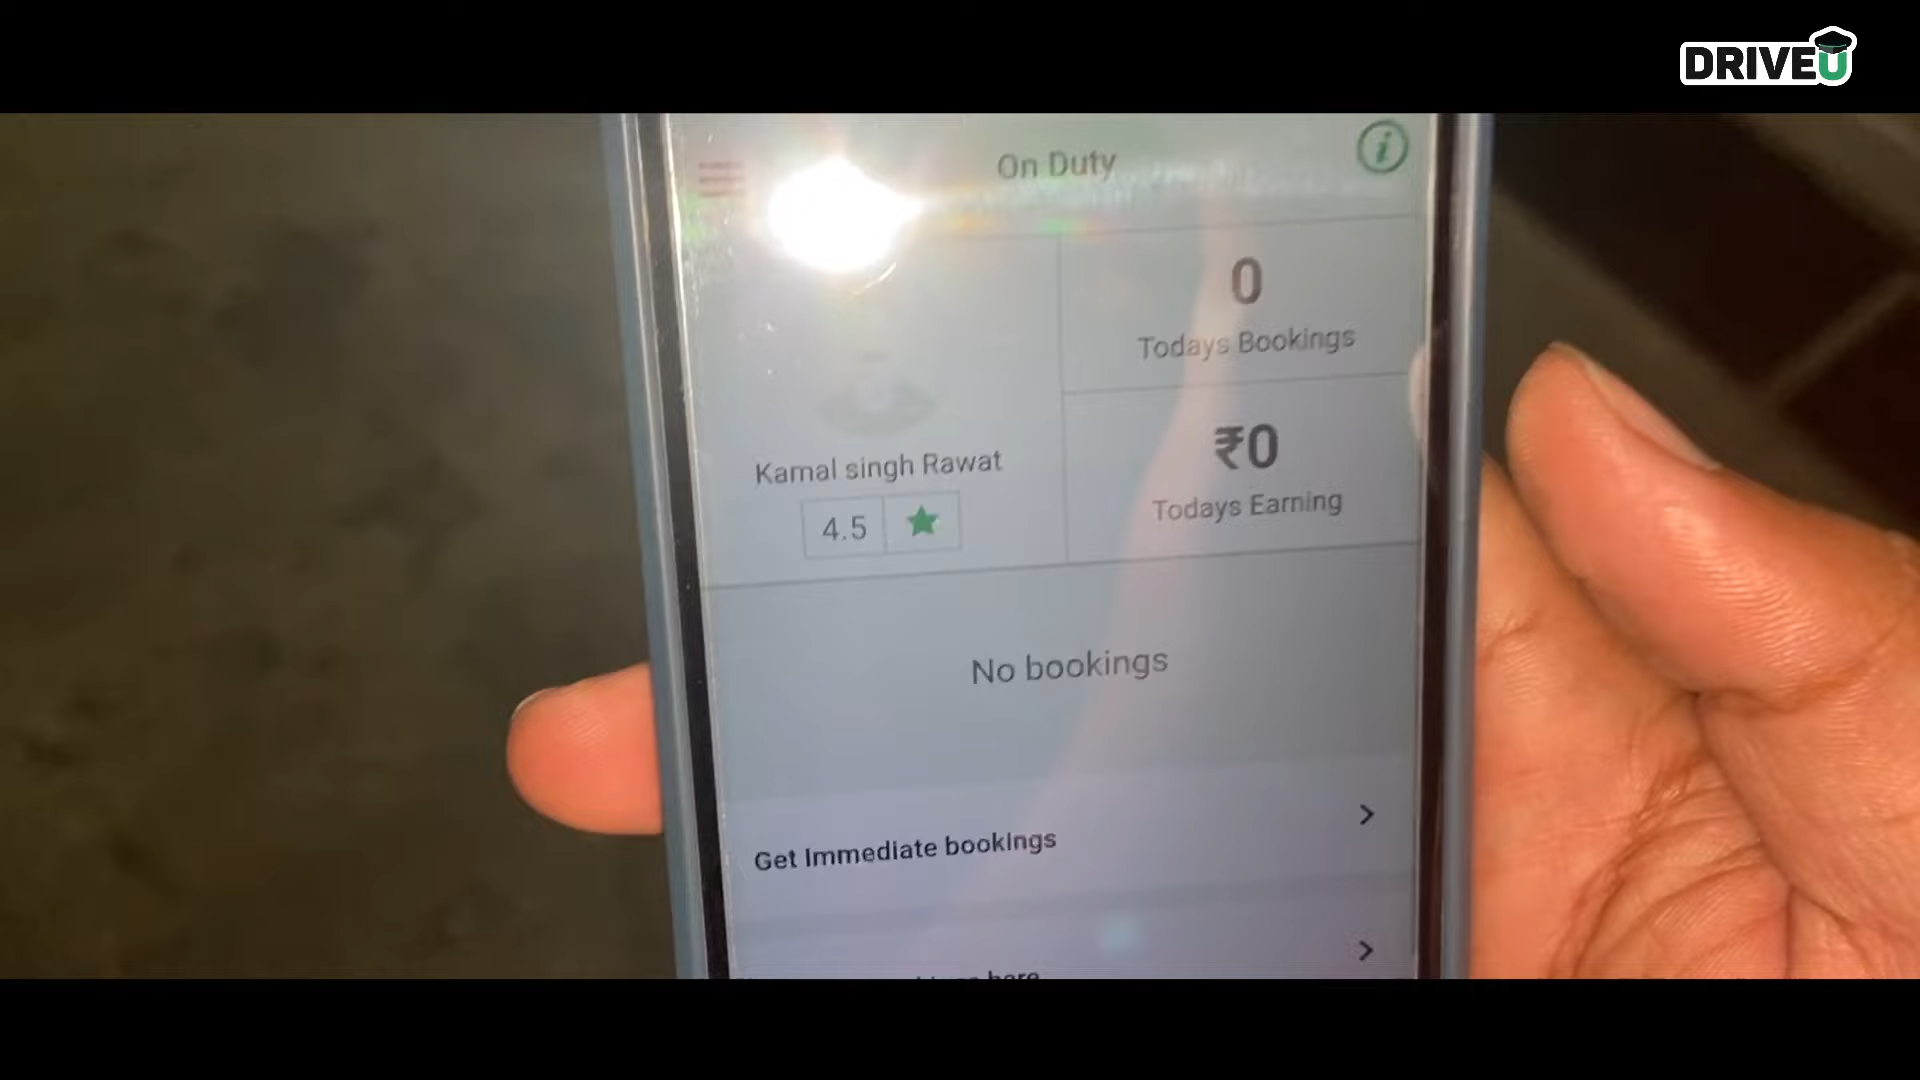 DRIVEU
On Duty
0
Todays Bookings
₹0
Todays Earning
Kamal singh Rawat
4.5
No bookings
Get Immediate bookings
here